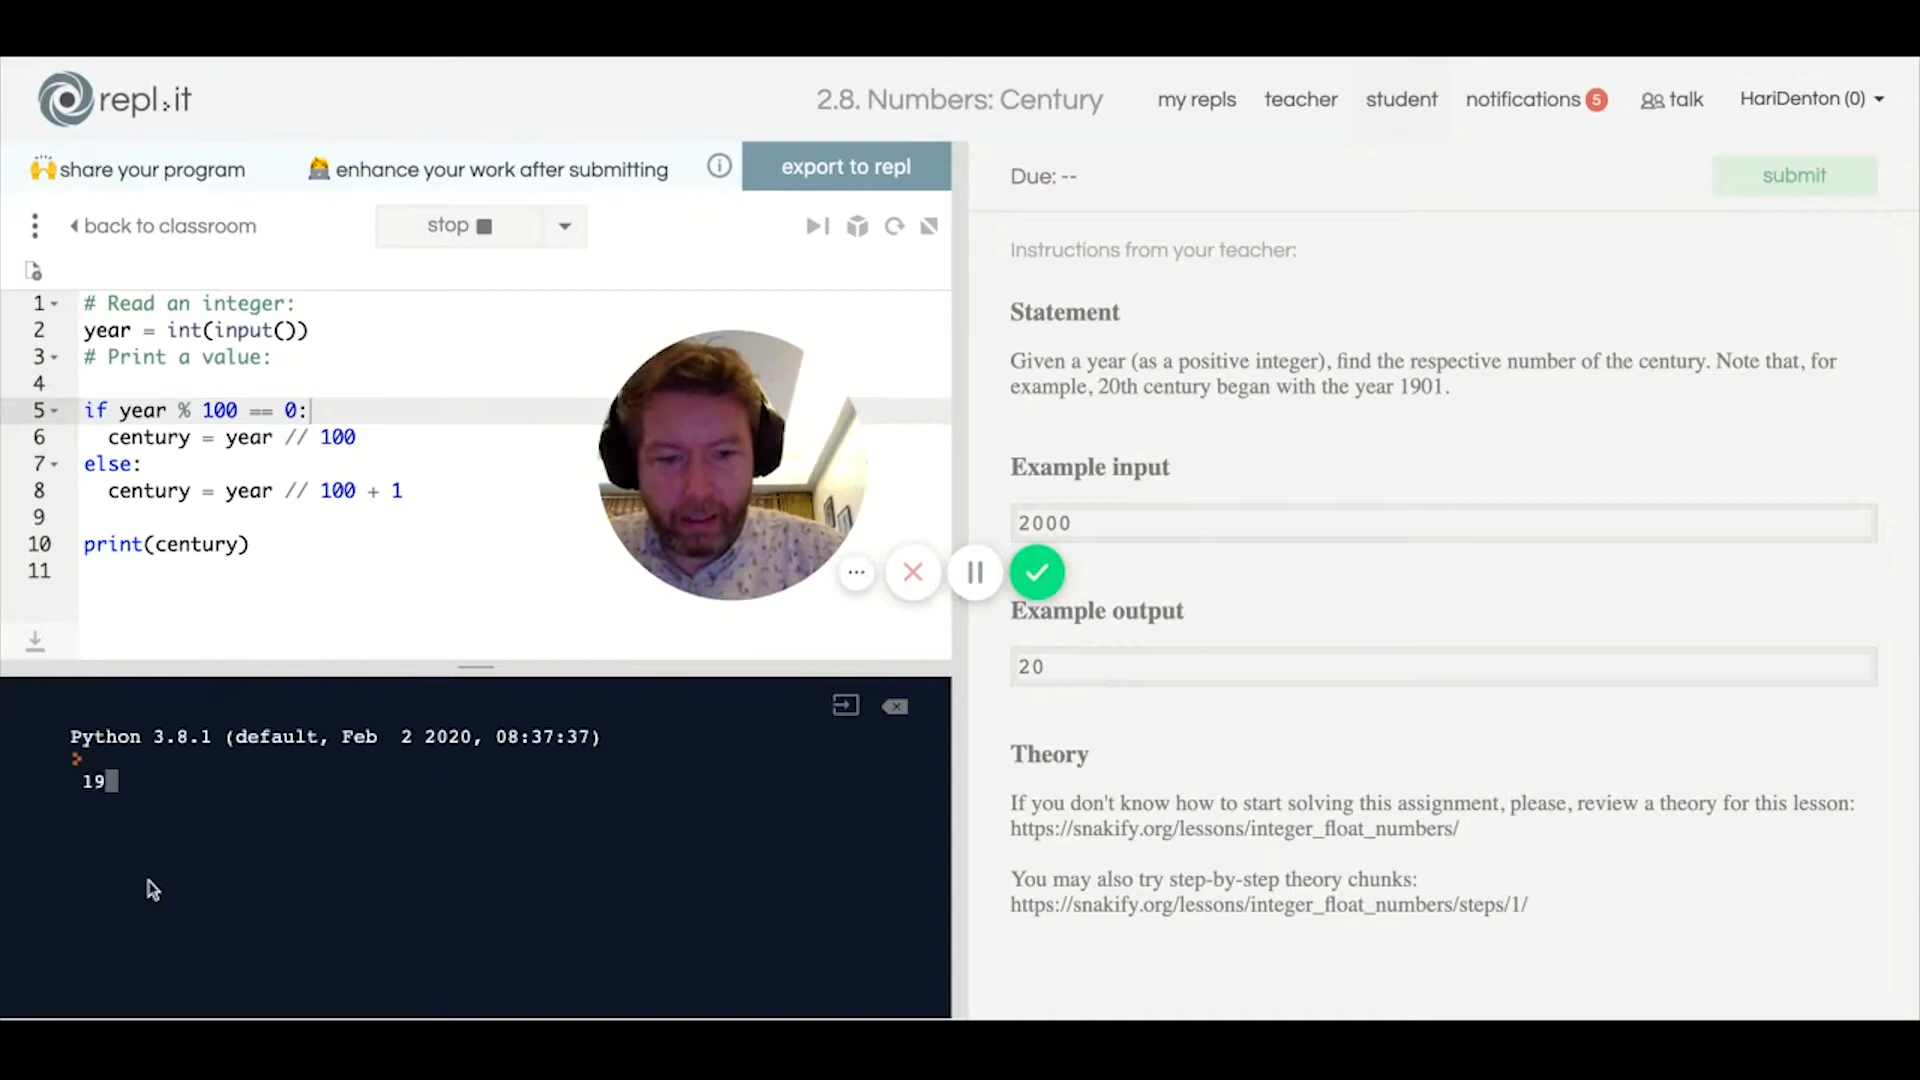 repl.it
2.8. Numbers: Century
my repls
teacher
student
notifications 5
talk
HariDenton (0)
share your program
enhance your work after submitting
export to repl
back to classroom
stop
1 # Read an integer:
2 year = int(input())
3 # Print a value:
4
5 if year % 100 == 0:
6 century = year // 100
7 else:
8 century = year // 100 + 1
9
10 print(century)
11
Python 3.8.1 (default, Feb  2 2020, 08:37:37)
19
Due: --
submit
Instructions from your teacher:
Statement
Given a year (as a positive integer), find the respective number of the century. Note that, for
example, 20th century began with the year 1901.
Example input
2000
Example output
20
Theory
If you don't know how to start solving this assignment, please, review a theory for this lesson:
https://snakify.org/lessons/integer_float_numbers/
You may also try step-by-step theory chunks:
https://snakify.org/lessons/integer_float_numbers/steps/1/